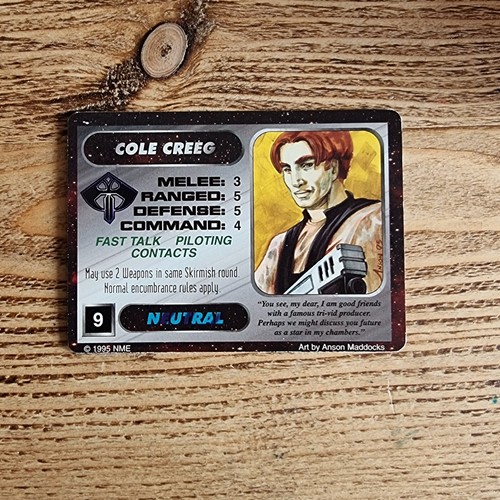 COLE CREEG
MELEE: 3
RANGED: 5
DEFENSE: 5
COMMAND: 4
FAST TALK PILOTING
CONTACTS
May use 2 Weapons in same Skirmish round.
Normal encumbrance rules apply.
9
NEUTRAL
"You see, my dear, I am good friends
with a famous tri-vid producer.
Perhaps we might discuss you future
as a star in my chambers."
© 1995 NME
Art by Anson Maddocks